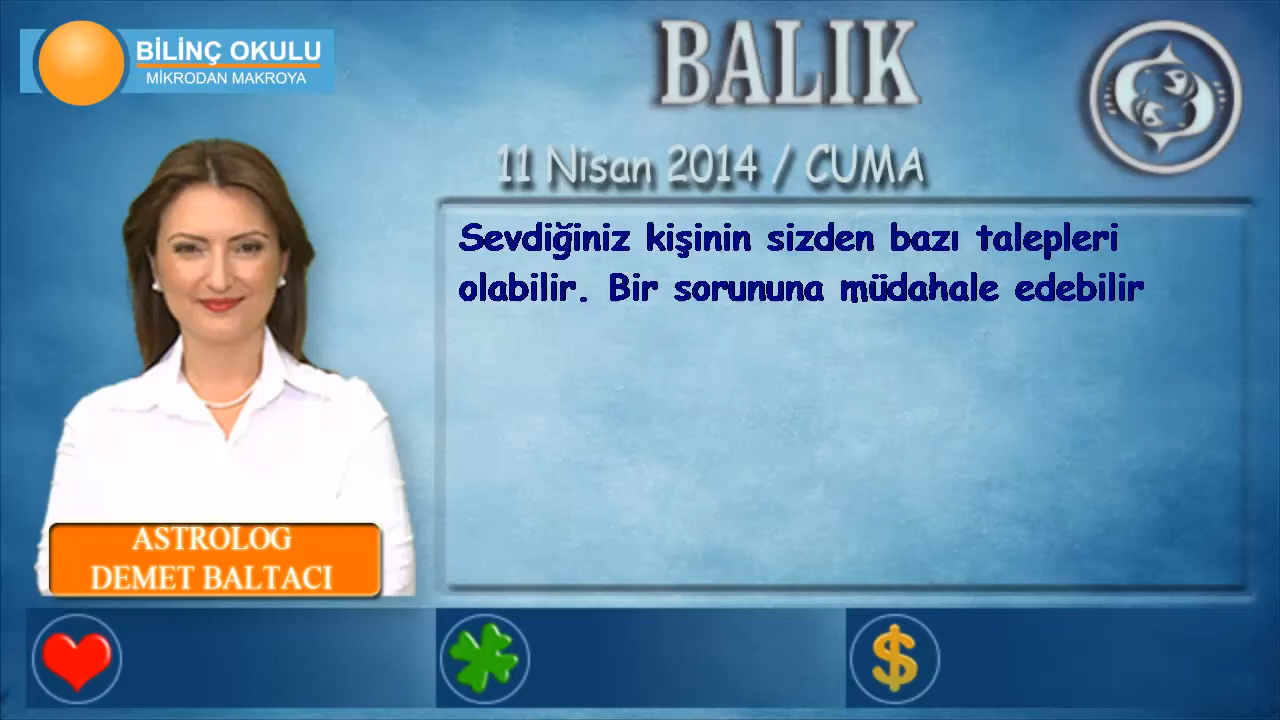 BİLİNÇ OKULU
MİKRODAN MAKROYA
BALIK
11 Nisan 2014 / CUMA
Sevdiğiniz kişinin sizden bazı talepleri
olabilir. Bir sorununa müdahale edebilir
ASTROLOG
DEMET BALTACI